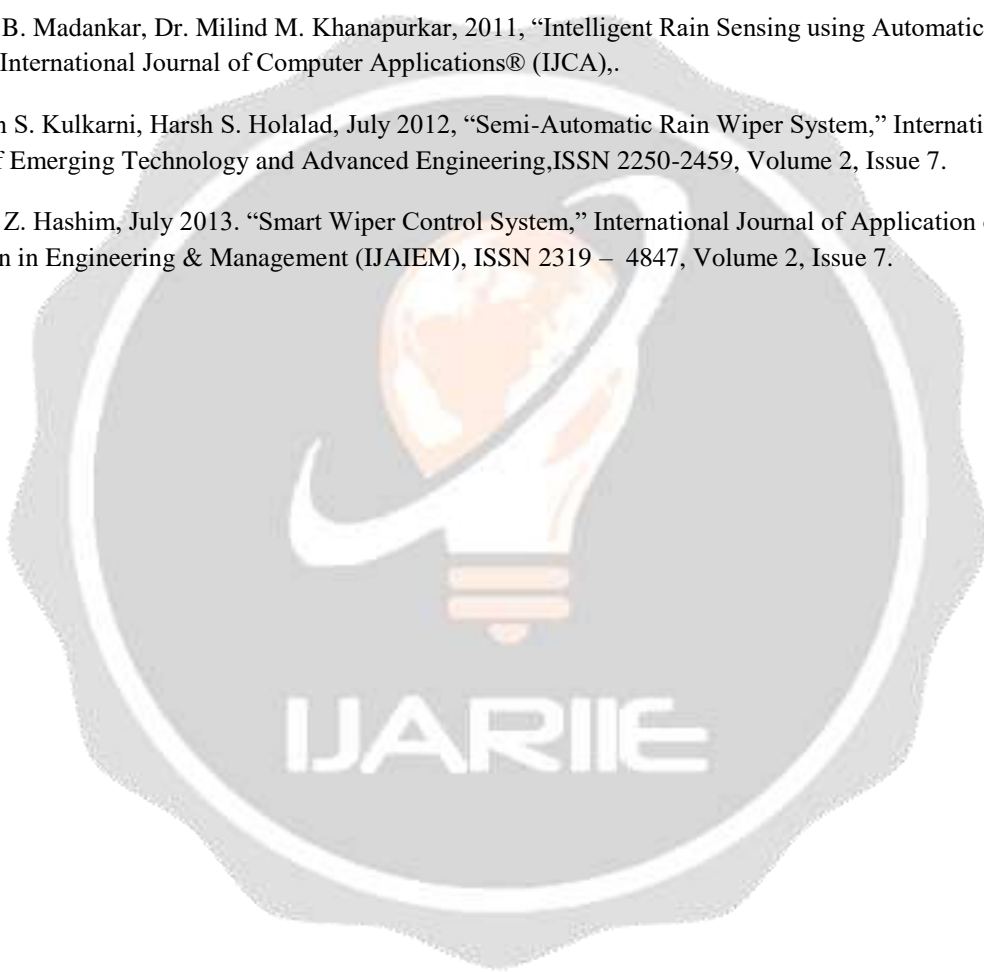 B. Madankar, Dr. Milind M. Khanapurkar, 2011, “Intelligent Rain Sensing using Automatic
International Journal of Computer Applications® (IJCA),.
n S. Kulkarni, Harsh S. Holalad, July 2012, “Semi-Automatic Rain Wiper System,” Internati
f Emerging Technology and Advanced Engineering,ISSN 2250-2459, Volume 2, Issue 7.
Z. Hashim, July 2013. “Smart Wiper Control System,” International Journal of Application
n in Engineering & Management (IJAIEM), ISSN 2319 – 4847, Volume 2, Issue 7.
IJARIIE